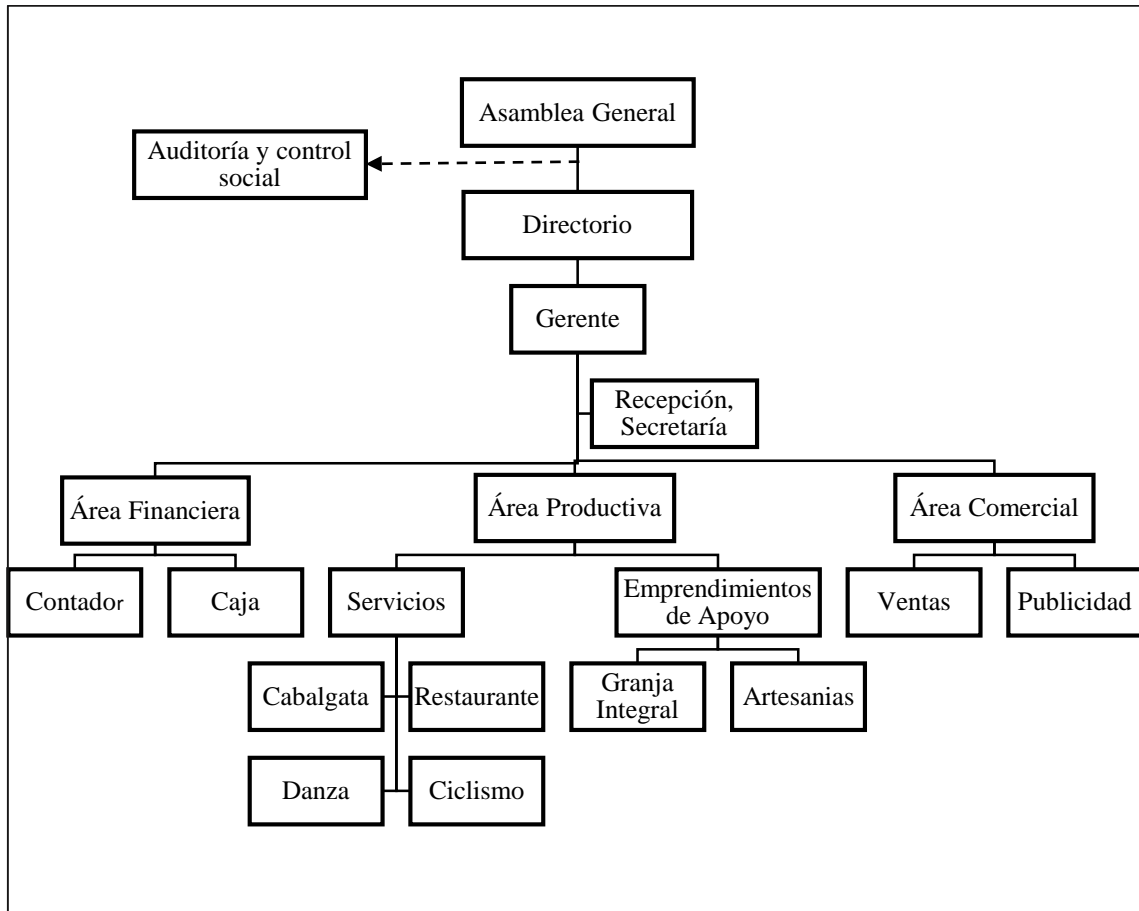 Asamblea General
Auditoría y control
social
Directorio
Gerente
Recepción,
Secretaría
Área Financiera
Área Productiva
Área Comercial
Contador
Caja
Servicios
Emprendimientos
de Apoyo
Ventas
Publicidad
Cabalgata
Restaurante
Granja
Integral
Artesanias
Danza
Ciclismo